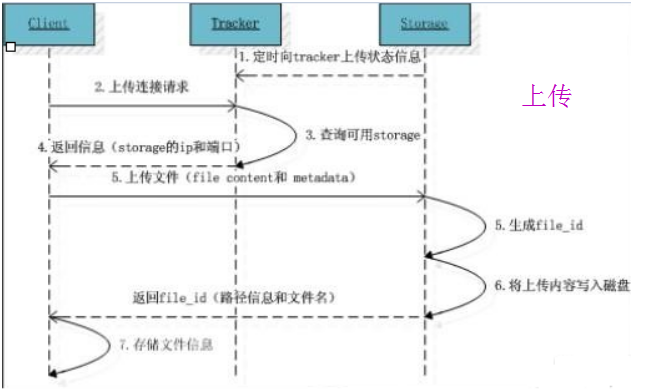 Client
Tracker
Storage
1.定时向tracker上传状态信息
上传
2.上传连接请求
3.查询可用storage
4.返回信息（storage的ip和端口）
5.上传文件（file content和 metadata）
5.生成file_id
6.将上传内容写入磁盘
返回file_id（路径信息和文件名）
7.存储文件信息